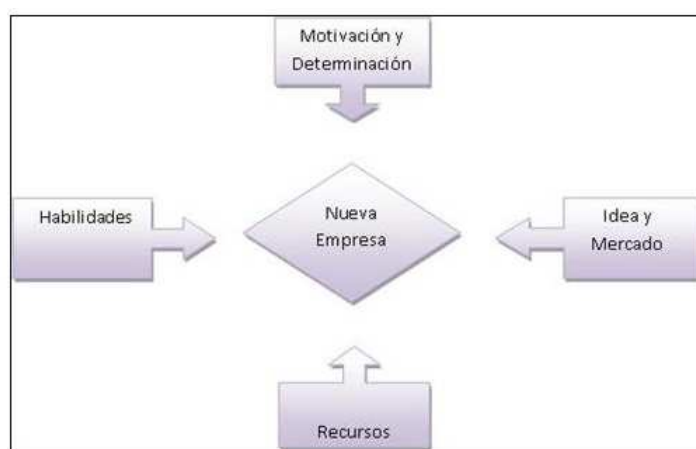 Motivación y
Determinación
Habilidades
Nueva
Empresa
Idea y
Mercado
Recursos